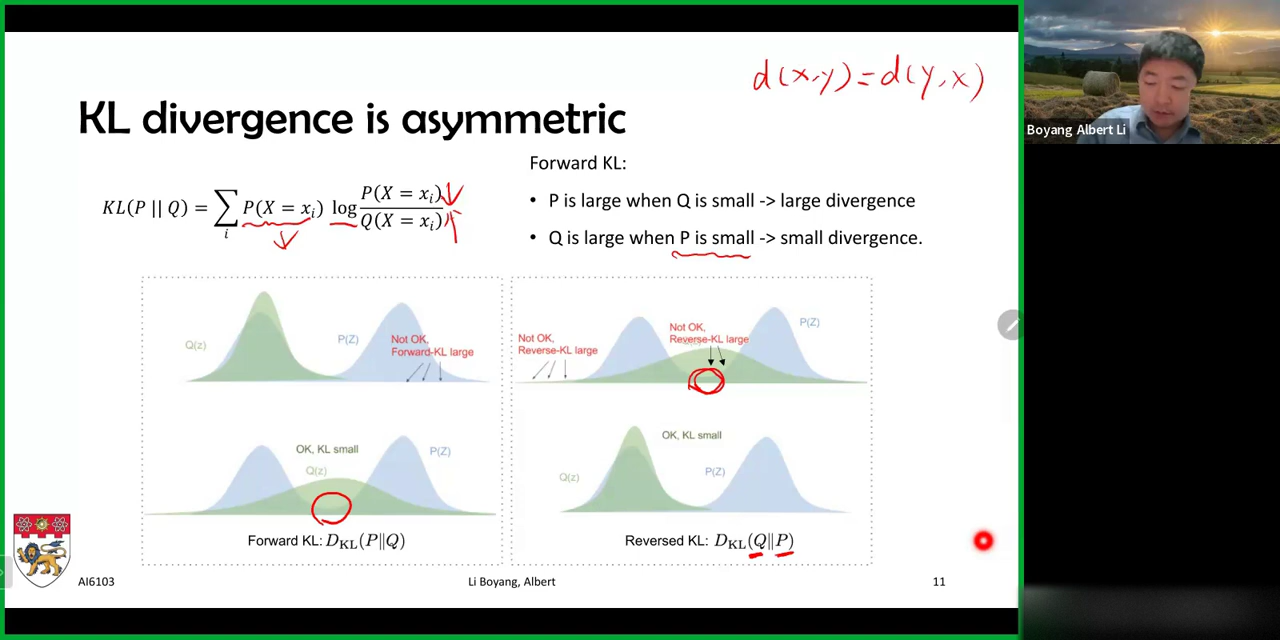 d(x,y)=d(y,x)
KL divergence is asymmetric
Boyang Albert Li
KL(P || Q) = ∑_i P(X = x_i) log P(X = x_i) / Q(X = x_i)
Forward KL:
• P is large when Q is small -> large divergence
• Q is large when P is small -> small divergence.
Q(z)
P(Z)
Not OK,
Forward-KL large
OK, KL small
Q(z)
P(Z)
Forward KL: D_KL(P‖Q)
Not OK,
Reverse-KL large
Not OK,
Reverse-KL large
P(Z)
OK, KL small
Q(z)
P(Z)
Reversed KL: D_KL(Q‖P)
AI6103
Li Boyang, Albert
11